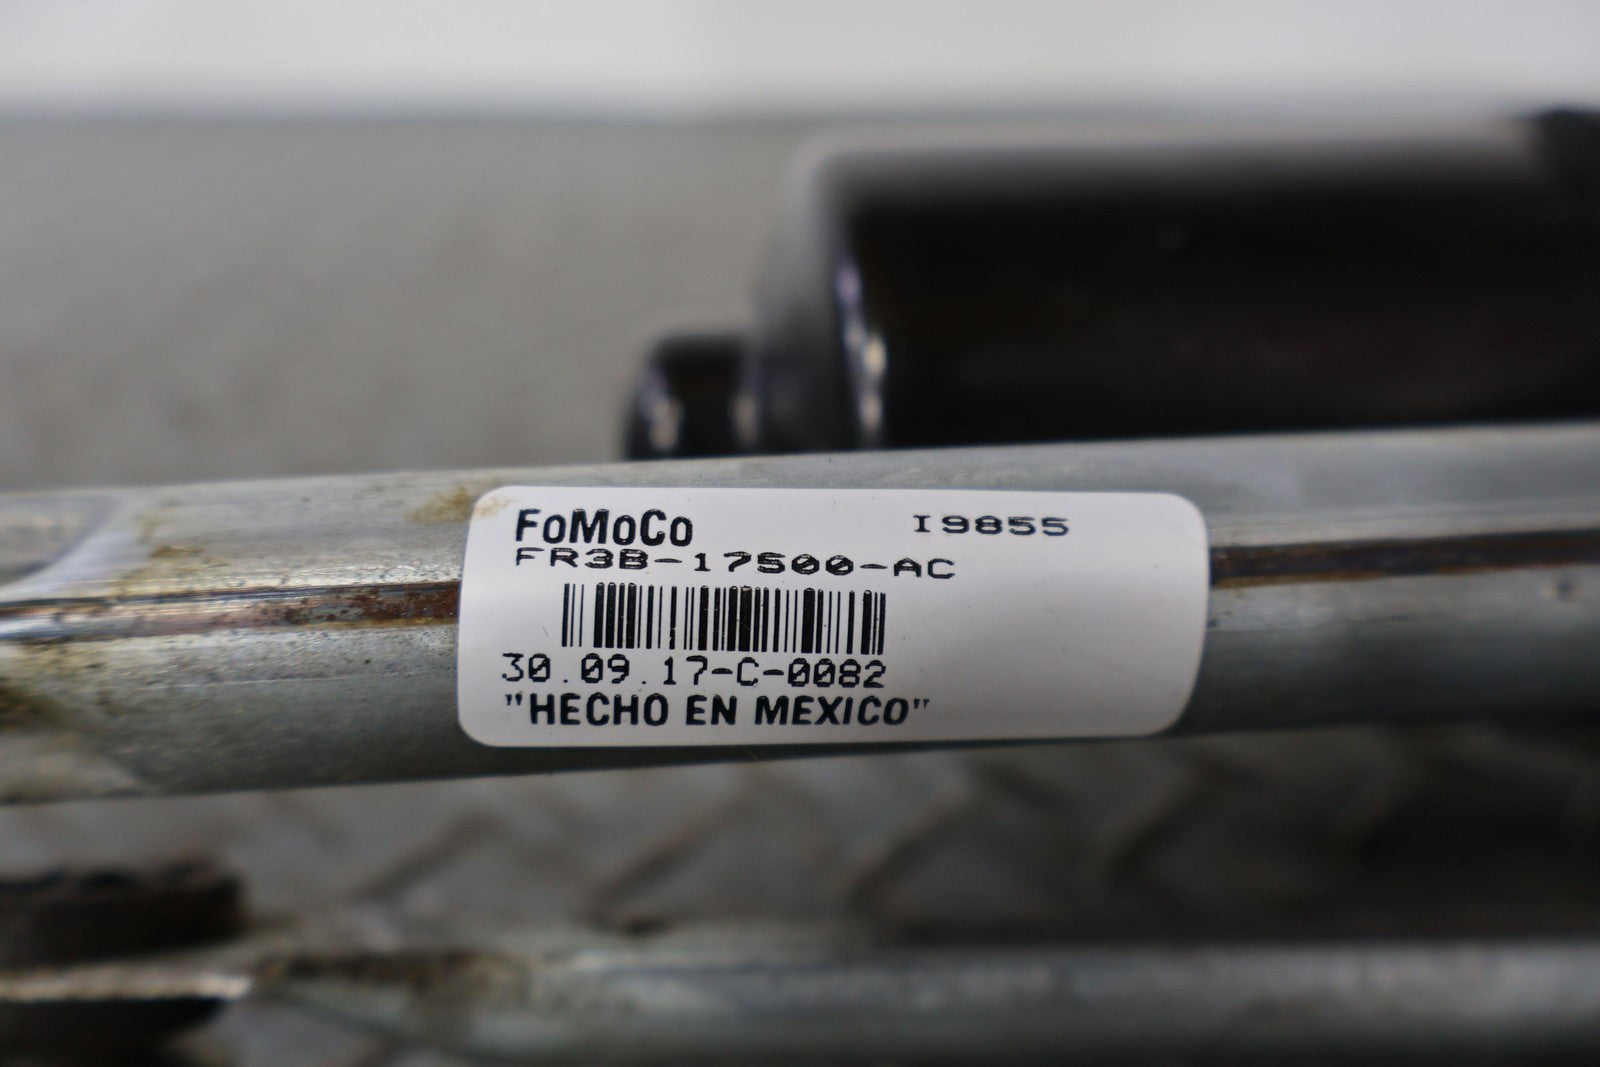 FoMoCo I9855
FR3B-17500-AC
30.09.17-C-0082
"HECHO EN MEXICO"